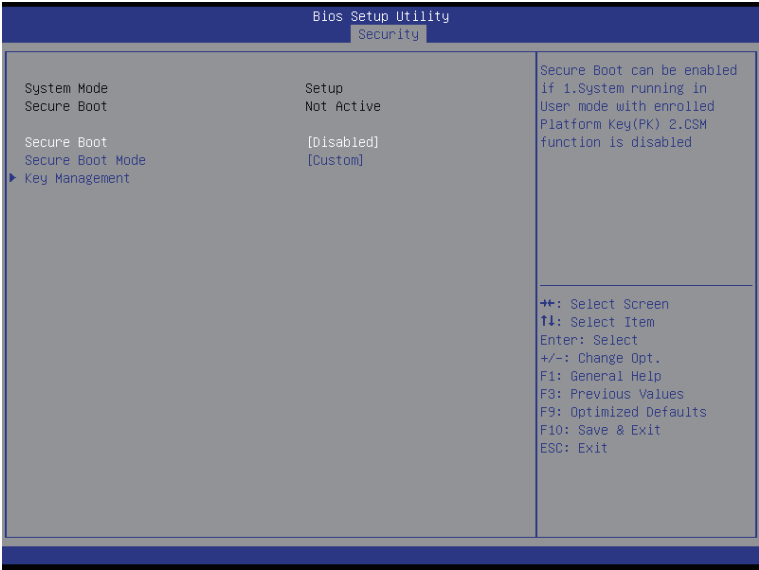 Bios Setup Utility
Security
System Mode Setup
Secure Boot Not Active
Secure Boot [Disabled]
Secure Boot Mode [Custom]
Key Management
Secure Boot can be enabled
if 1.System running in
User mode with enrolled
Platform Key(PK) 2.CSM
function is disabled
→←: Select Screen
↑↓: Select Item
Enter: Select
+/-: Change Opt.
F1: General Help
F3: Previous Values
F9: Optimized Defaults
F10: Save & Exit
ESC: Exit